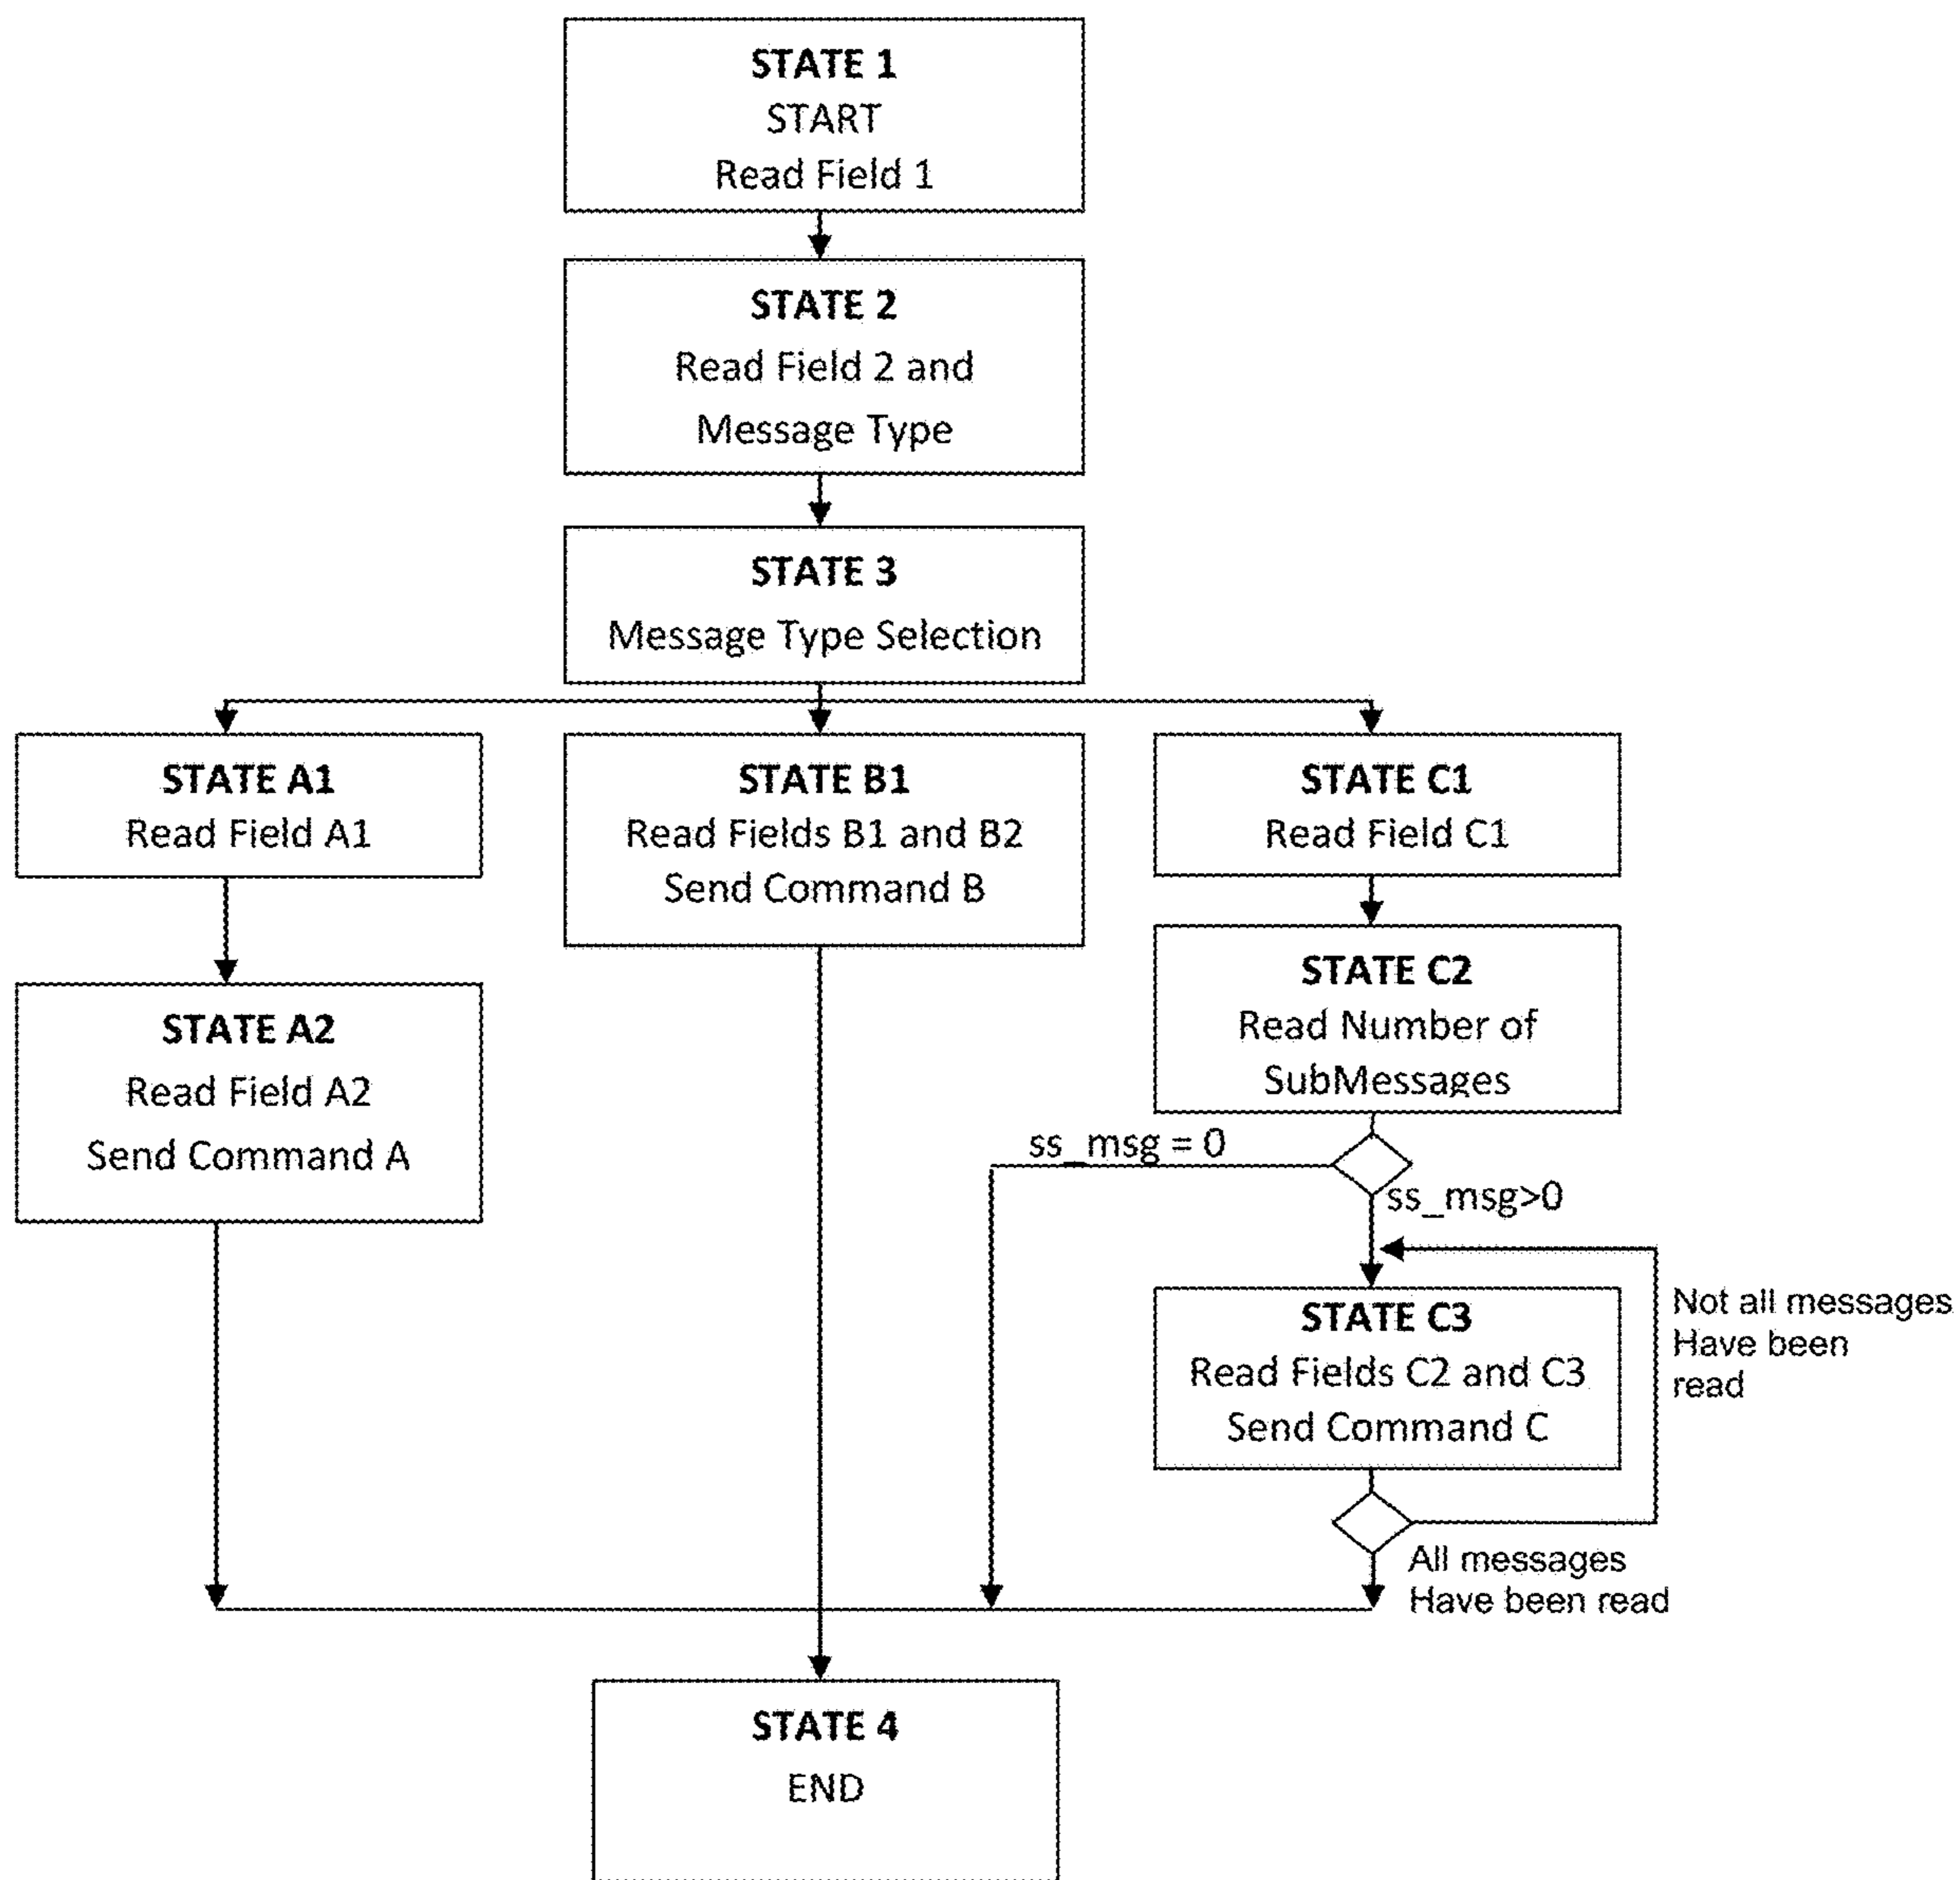 STATE 1
START
Read Field 1
STATE 2
Read Field 2 and
Message Type
STATE 3
Message Type Selection
STATE A1
Read Field A1
STATE B1
Read Fields B1 and B2
Send Command B
STATE C1
Read Field C1
STATE A2
Read Field A2
Send Command A
STATE C2
Read Number of
SubMessages
ss_msg = 0
ss_msg>0
STATE C3
Read Fields C2 and C3
Send Command C
Not all messages
Have been
read
All messages
Have been read
STATE 4
END